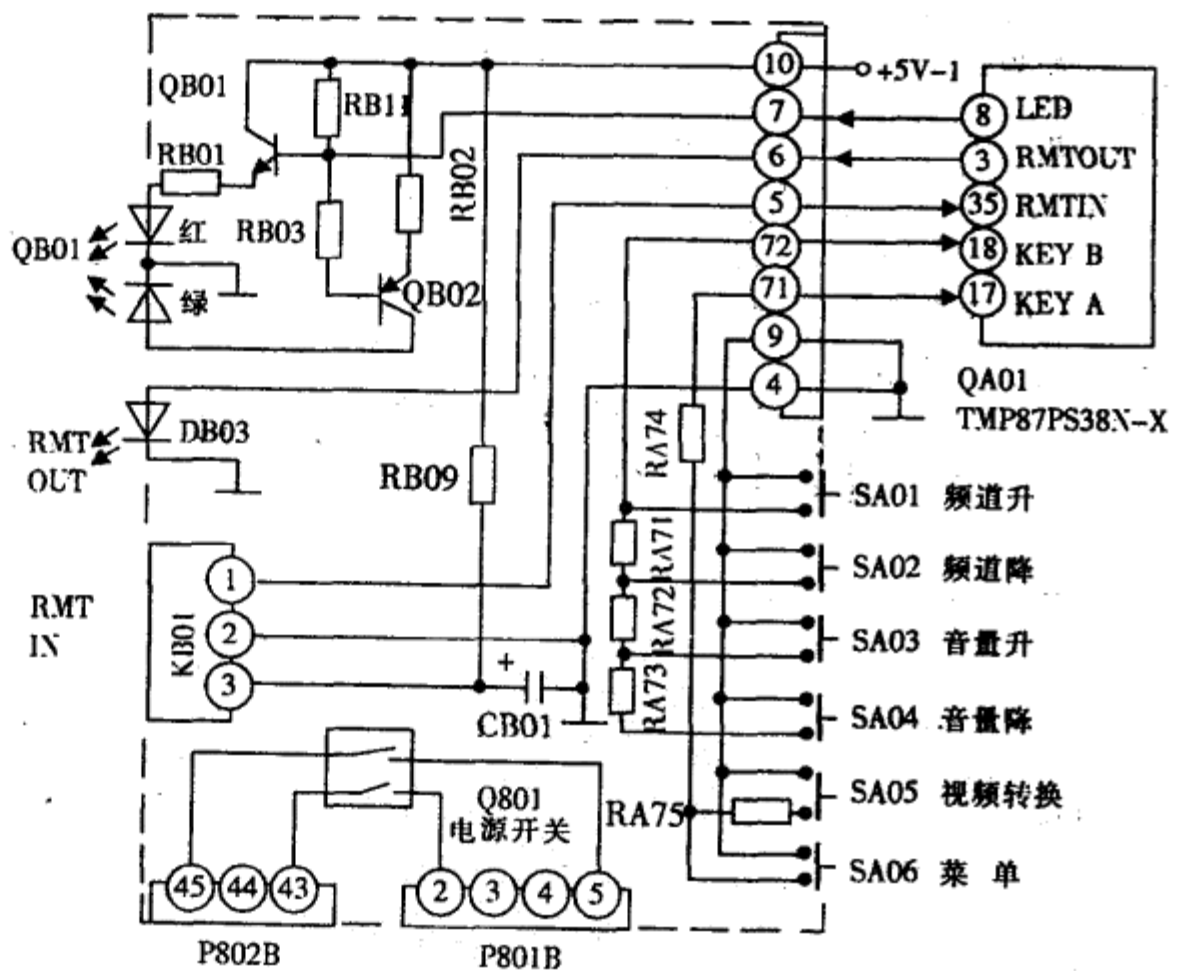 10
+5V-1
QB01
RB11
7
8
LED
RB01
6
3
RMTOUT
RB02
5
35
RMTIN
RB03
红
QB01
72
18
KEY B
绿
QB02
71
17
KEY A
9
4
QA01
TMP87PS38N-X
DB03
RMT
OUT
RB09
RA74
SA01 频道升
RA71
SA02 频道降
1
RMT
IN
KB01
2
3
RA72
SA03 音量升
+
CB01
RA73
SA04 音量降
Q801
电源开关
RA75
SA05 视频转换
SA06 菜 单
45
44
43
2
3
4
5
P802B
P801B